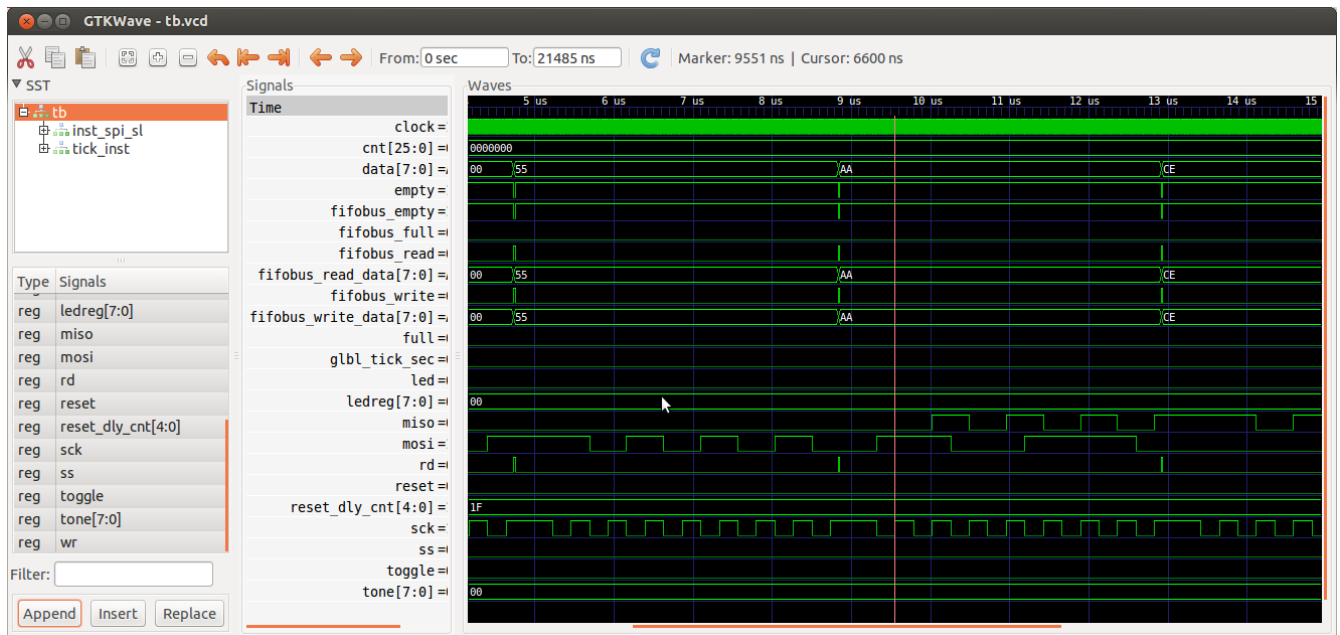 GTKWave - tb.vcd
From: 0 sec To: 21485 ns Marker: 9551 ns | Cursor: 6600 ns
SST
tb
inst_spi_sl
tick_inst
Type Signals
reg ledreg[7:0]
reg miso
reg mosi
reg rd
reg reset
reg reset_dly_cnt[4:0]
reg sck
reg ss
reg toggle
reg tone[7:0]
reg wr
Filter:
Append Insert Replace
Signals
Time
clock=
cnt[25:0]=
data[7:0]=
empty=
fifobus_empty=
fifobus_full=
fifobus_read=
fifobus_read_data[7:0]=
fifobus_write=
fifobus_write_data[7:0]=
full=
glbl_tick_sec=
led=
ledreg[7:0]=
miso=
mosi=
rd=
reset=
reset_dly_cnt[4:0]=
sck=
ss=
toggle=
tone[7:0]=
Waves
5 us 6 us 7 us 8 us 9 us 10 us 11 us 12 us 13 us 14 us 15
0000000
00 55 AA CE
00 55 AA CE
00 55 AA CE
00
1F
00